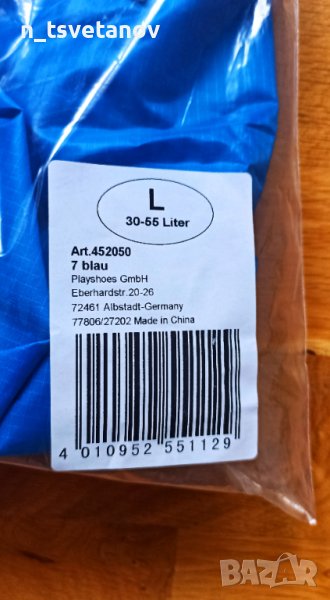 n_tsvetanov
L
30-55 Liter
Art.452050
7 blau
Playshoes GmbH
Eberhardstr.20-26
72461 Albstadt-Germany
77806/27202 Made in China
4 010952 551129
BAZAR